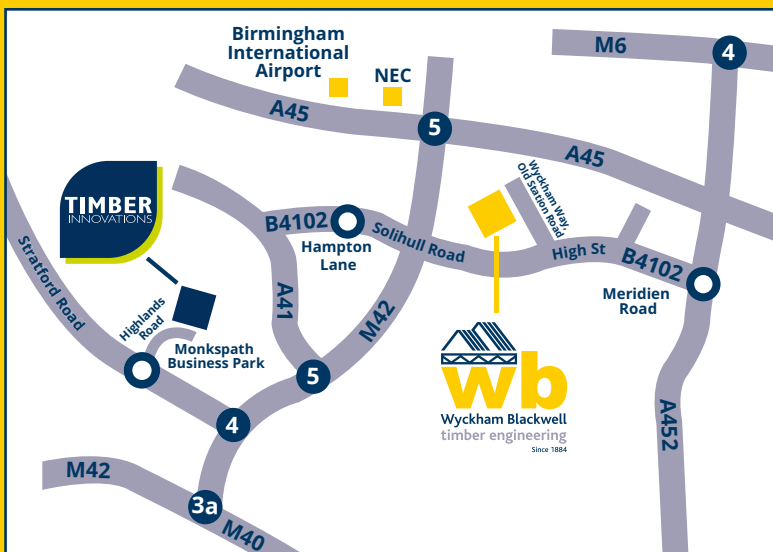 Birmingham
International
Airport
NEC
M6
4
A45
5
A45
TIMBER
INNOVATIONS
Wyckham Way,
Old Station Road
B4102
Hampton
Lane
Solihull Road
High St
B4102
Meridien
Road
Stratford Road
Highlands
Road
Monkspath
Business Park
A41
M42
5
4
wb
Wyckham Blackwell
timber engineering
Since 1884
A452
M42
3a
M40